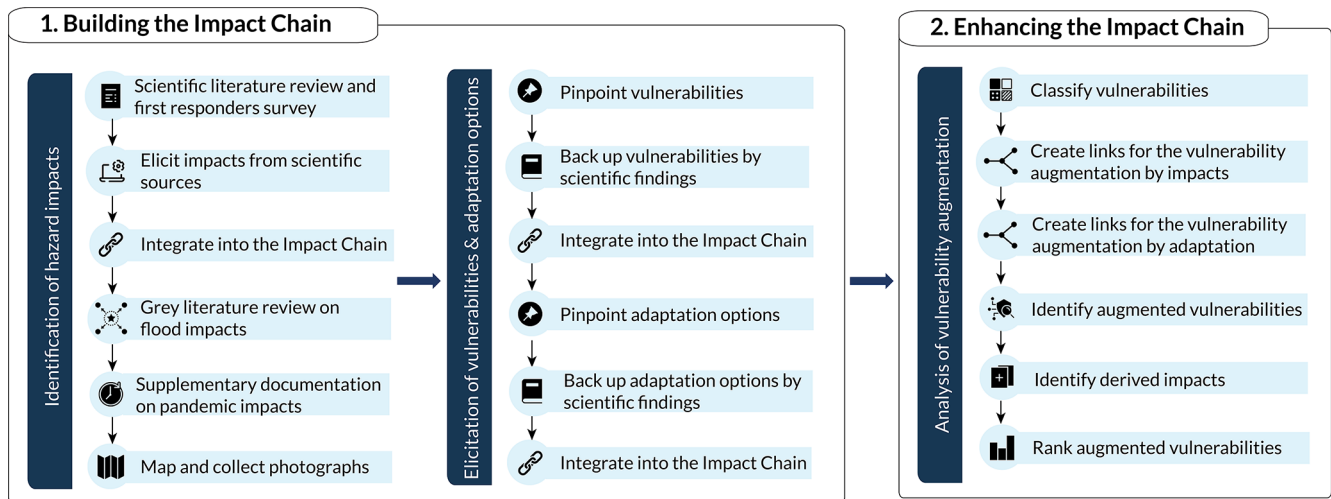 1. Building the Impact Chain
Identification of hazard impacts
Scientific literature review and
first responders survey
Elicit impacts from scientific
sources
Integrate into the Impact Chain
Grey literature review on
flood impacts
Supplementary documentation
on pandemic impacts
Map and collect photographs
Elicitation of vulnerabilities & adaptation options
Pinpoint vulnerabilities
Back up vulnerabilities by
scientific findings
Integrate into the Impact Chain
Pinpoint adaptation options
Back up adaptation options by
scientific findings
Integrate into the Impact Chain
2. Enhancing the Impact Chain
Analysis of vulnerability augmentation
Classify vulnerabilities
Create links for the vulnerability
augmentation by impacts
Create links for the vulnerability
augmentation by adaptation
Identify augmented vulnerabilities
Identify derived impacts
Rank augmented vulnerabilities